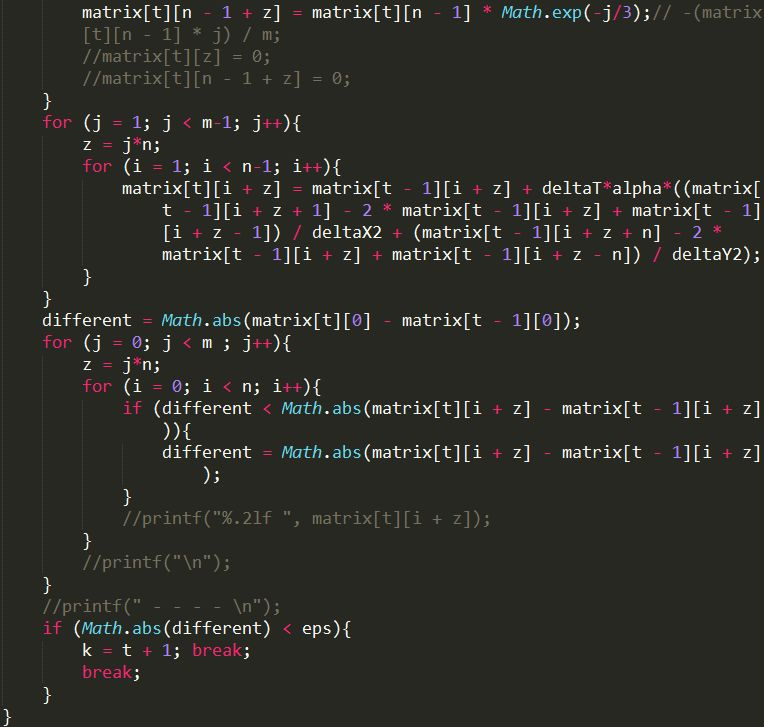 matrix[t][n - 1 + z] = matrix[t][n - 1] * Math.exp(-j/3);// -(matrix
[t][n - 1] * j) / m;
//matrix[t][z] = 0;
//matrix[t][n - 1 + z] = 0;
}
for (j = 1; j < m-1; j++){
z = j*n;
for (i = 1; i < n-1; i++){
matrix[t][i + z] = matrix[t - 1][i + z] + deltaT*alpha*((matrix[
t - 1][i + z + 1] - 2 * matrix[t - 1][i + z] + matrix[t - 1]
[i + z - 1]) / deltaX2 + (matrix[t - 1][i + z + n] - 2 *
matrix[t - 1][i + z] + matrix[t - 1][i + z - n]) / deltaY2);
}
}
different = Math.abs(matrix[t][0] - matrix[t - 1][0]);
for (j = 0; j < m ; j++){
z = j*n;
for (i = 0; i < n; i++){
if (different < Math.abs(matrix[t][i + z] - matrix[t - 1][i + z]
)){
different = Math.abs(matrix[t][i + z] - matrix[t - 1][i + z]
);
}
//printf("%.2lf ", matrix[t][i + z]);
}
//printf("\n");
}
//printf(" - - - - \n");
if (Math.abs(different) < eps){
k = t + 1; break;
break;
}
}